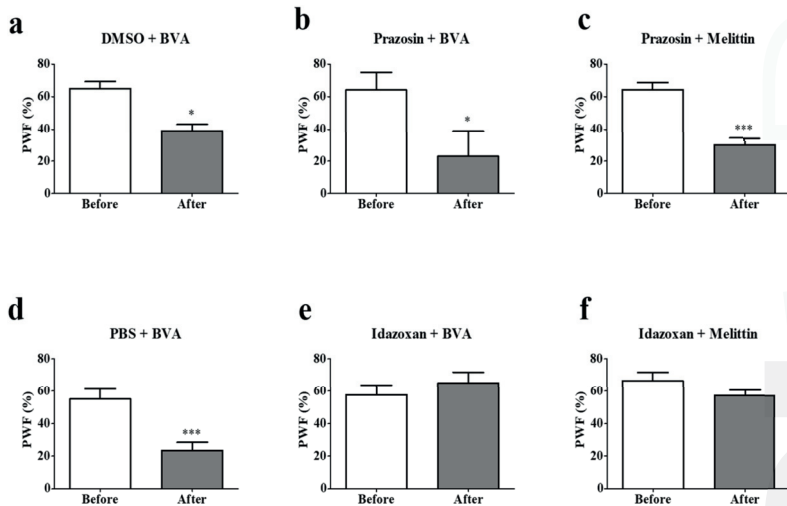 a
DMSO + BVA
PWF (%)
80
60
40
20
0
*
Before After
b
Prazosin + BVA
PWF (%)
80
60
40
20
0
*
Before After
c
Prazosin + Melittin
PWF (%)
80
60
40
20
0
***
Before After
d
PBS + BVA
PWF (%)
80
60
40
20
0
***
Before After
e
Idazoxan + BVA
PWF (%)
80
60
40
20
0
Before After
f
Idazoxan + Melittin
PWF (%)
80
60
40
20
0
Before After